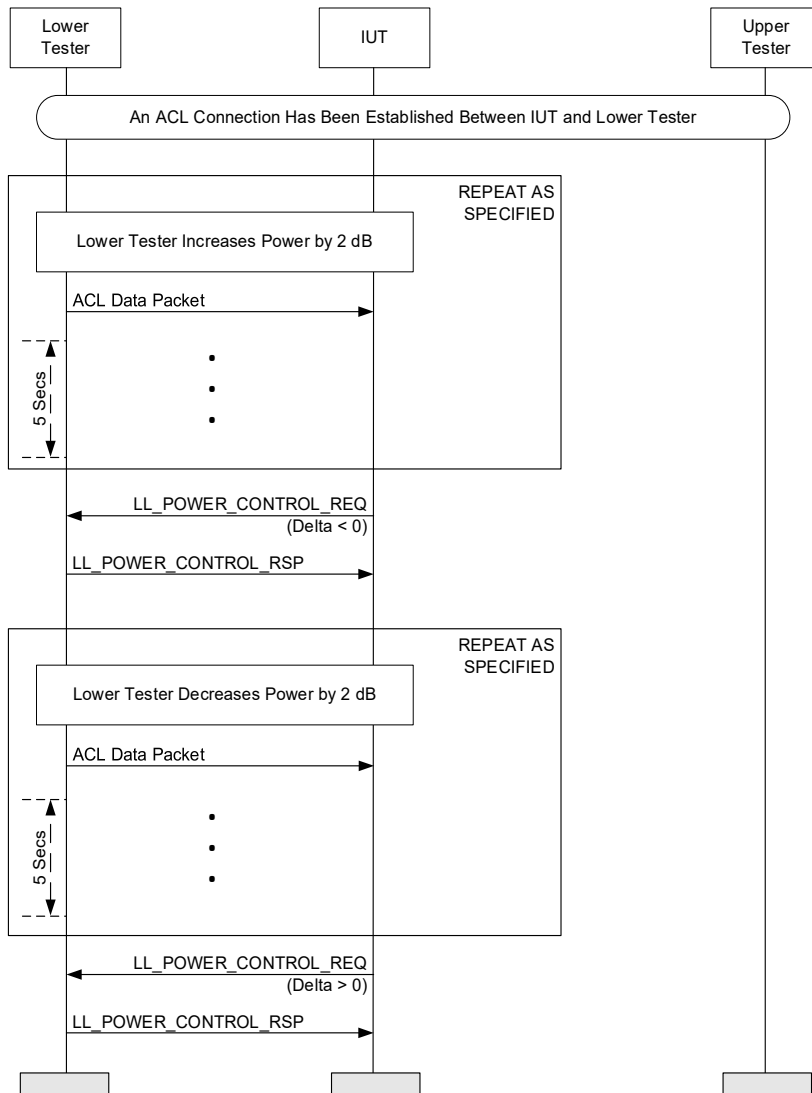 Lower
Tester
IUT
Upper
Tester
An ACL Connection Has Been Established Between IUT and Lower Tester
REPEAT AS
SPECIFIED
Lower Tester Increases Power by 2 dB
ACL Data Packet
5 Secs
LL_POWER_CONTROL_REQ
(Delta < 0)
LL_POWER_CONTROL_RSP
REPEAT AS
SPECIFIED
Lower Tester Decreases Power by 2 dB
ACL Data Packet
5 Secs
LL_POWER_CONTROL_REQ
(Delta > 0)
LL_POWER_CONTROL_RSP